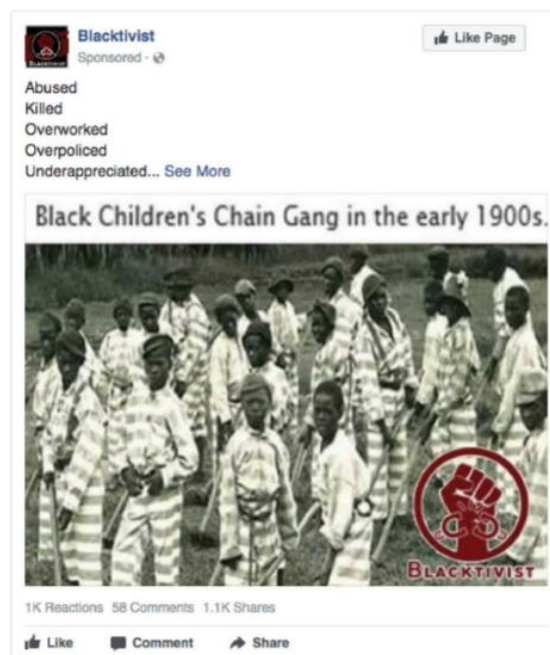 Blacktivist
Like Page
Sponsored ·
Abused
Killed
Overworked
Overpoliced
Underappreciated... See More
Black Children's Chain Gang in the early 1900s.
BLACKTIVIST
1K Reactions 58 Comments 1.1K Shares
Like Comment Share